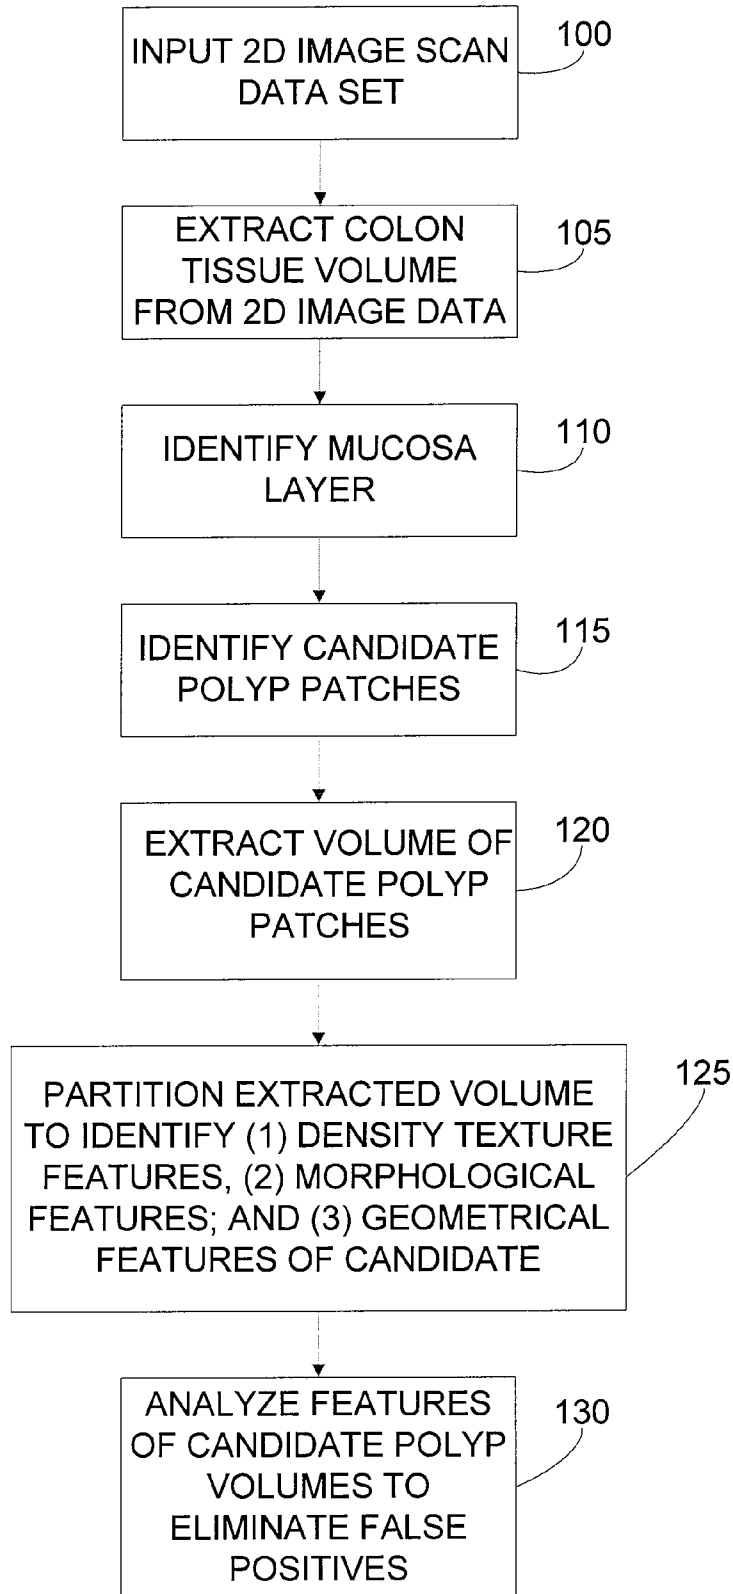 INPUT 2D IMAGE SCAN
DATA SET
100
EXTRACT COLON
TISSUE VOLUME
FROM 2D IMAGE DATA
105
IDENTIFY MUCOSA
LAYER
110
IDENTIFY CANDIDATE
POLYP PATCHES
115
EXTRACT VOLUME OF
CANDIDATE POLYP
PATCHES
120
PARTITION EXTRACTED VOLUME
TO IDENTIFY (1) DENSITY TEXTURE
FEATURES, (2) MORPHOLOGICAL
FEATURES; AND (3) GEOMETRICAL
FEATURES OF CANDIDATE
125
ANALYZE FEATURES
OF CANDIDATE POLYP
VOLUMES TO
ELIMINATE FALSE
POSITIVES
130